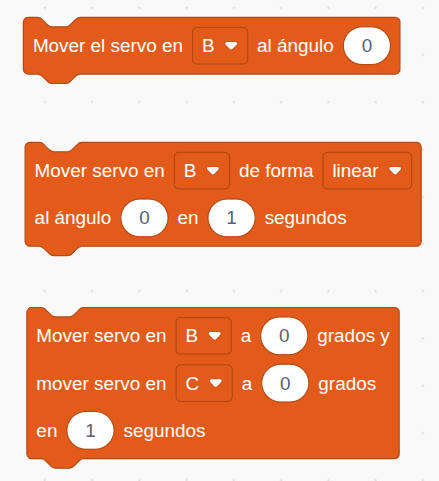 Mover el servo en B al ángulo 0
Mover servo en B de forma linear
al ángulo 0 en 1 segundos
Mover servo en B a 0 grados y
mover servo en C a 0 grados
en 1 segundos